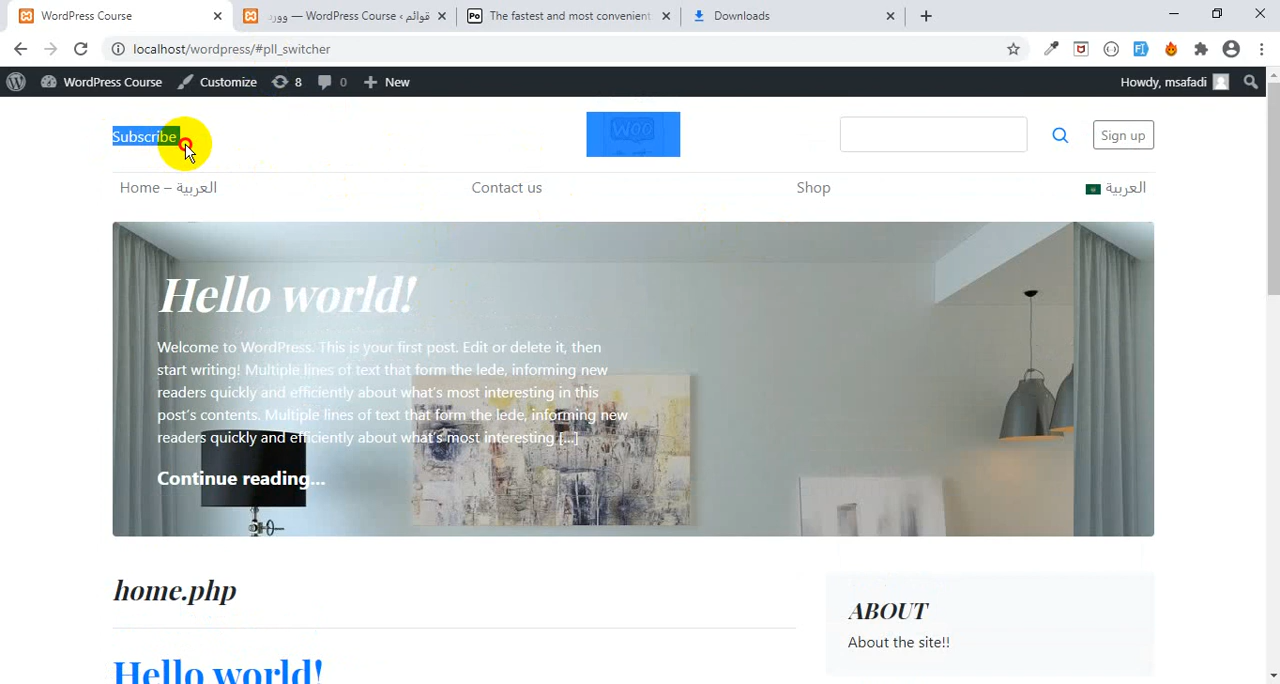 WordPress Course
قوائم ‹ WordPress Course — وورد
The fastest and most convenient
Downloads
localhost/wordpress/#pll_switcher
WordPress Course
Customize
8
0
New
Howdy, msafadi
Subscribe
WOO
Sign up
Home – العربية
Contact us
Shop
العربية
Hello world!
Welcome to WordPress. This is your first post. Edit or delete it, then
start writing! Multiple lines of text that form the lede, informing new
readers quickly and efficiently about what's most interesting in this
post's contents. Multiple lines of text that form the lede, informing new
readers quickly and efficiently about what's most interesting [...]
Continue reading...
home.php
ABOUT
About the site!!
Hello world!